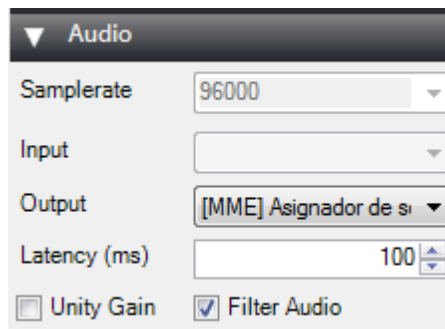 Audio
Samplerate 96000
Input
Output [MME] Asignador de
Latency (ms) 100
Unity Gain Filter Audio